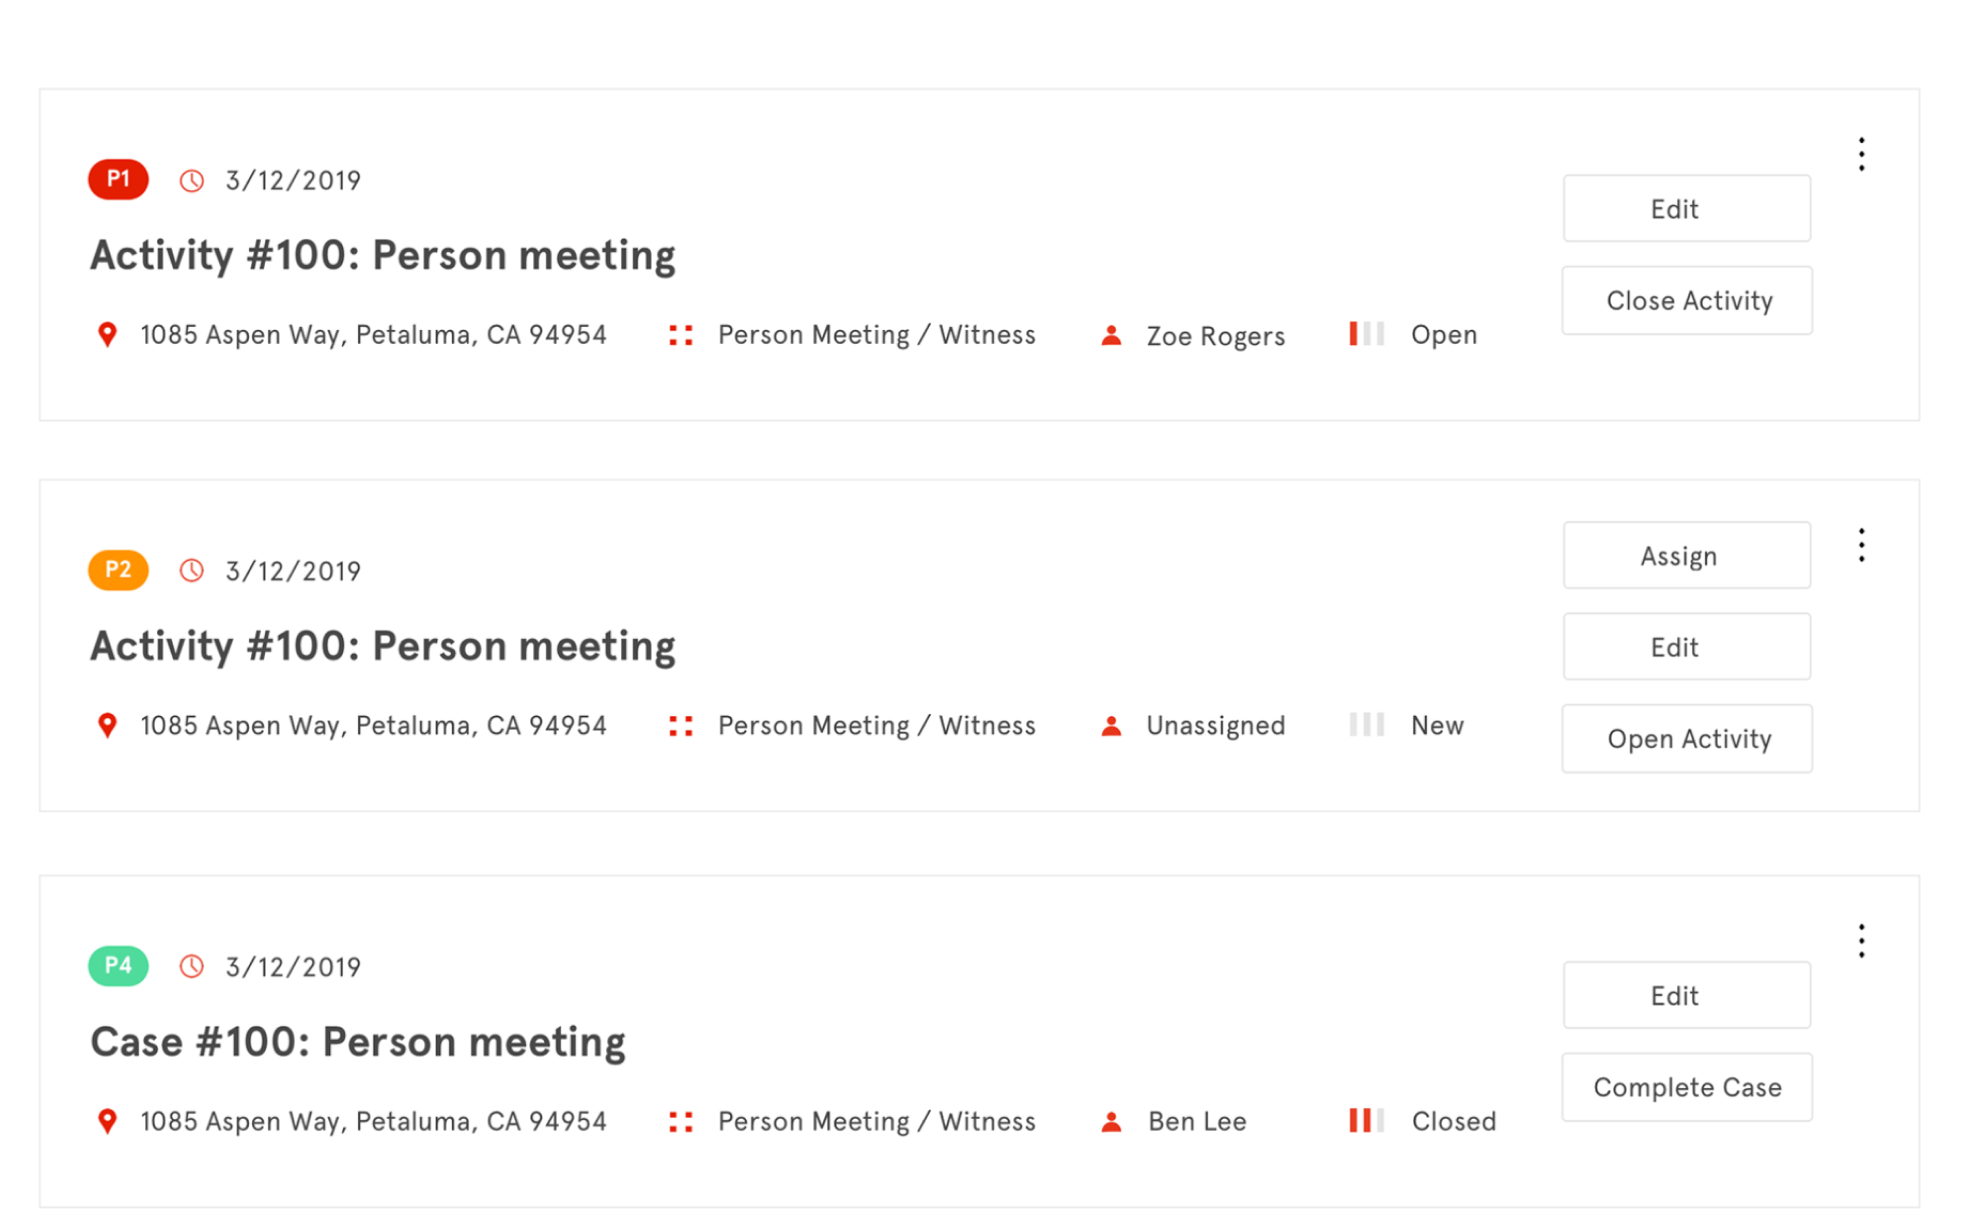 P1 3/12/2019
Edit
Activity #100: Person meeting
Close Activity
1085 Aspen Way, Petaluma, CA 94954 Person Meeting / Witness Zoe Rogers Open
Assign
P2 3/12/2019
Activity #100: Person meeting
Edit
1085 Aspen Way, Petaluma, CA 94954 Person Meeting / Witness Unassigned New
Open Activity
P4 3/12/2019
Edit
Case #100: Person meeting
Complete Case
1085 Aspen Way, Petaluma, CA 94954 Person Meeting / Witness Ben Lee Closed